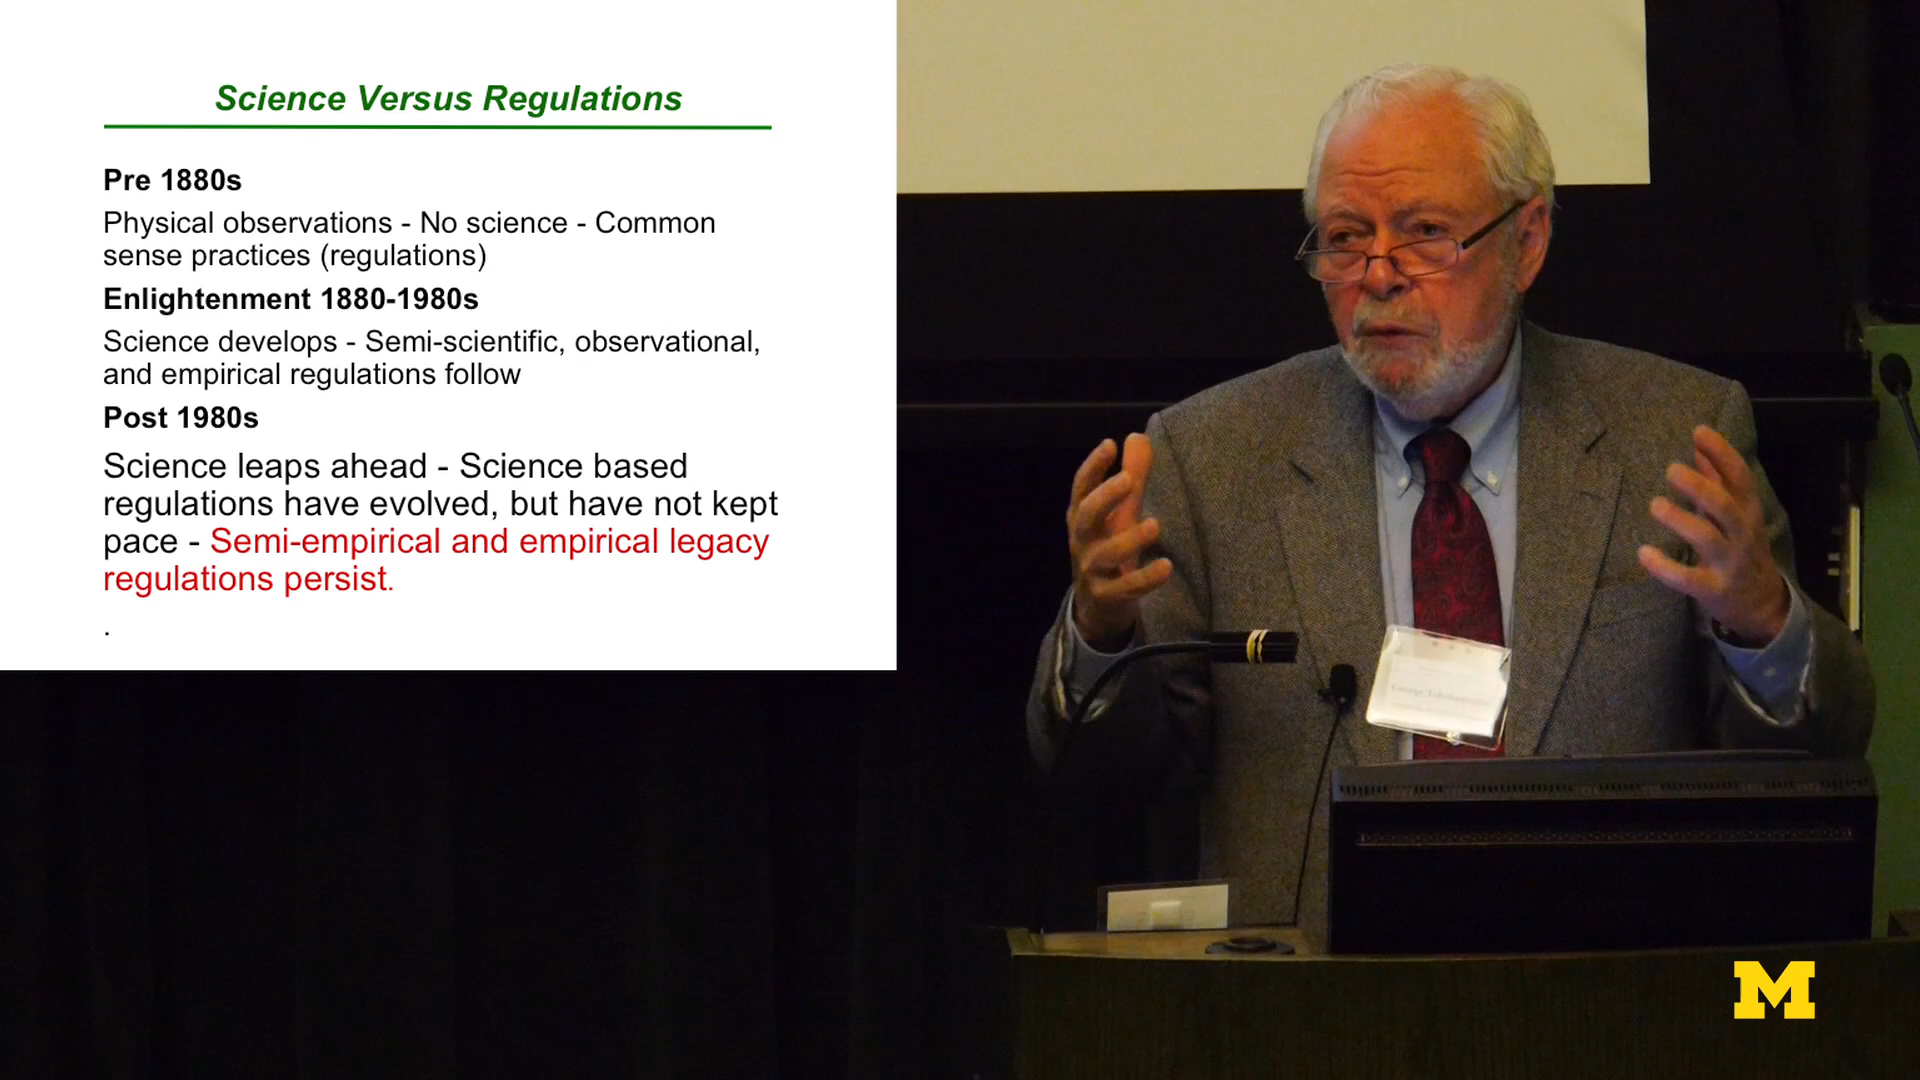 Science Versus Regulations
Pre 1880s
Physical observations - No science - Common
sense practices (regulations)
Enlightenment 1880-1980s
Science develops - Semi-scientific, observational,
and empirical regulations follow
Post 1980s
Science leaps ahead - Science based
regulations have evolved, but have not kept
pace - Semi-empirical and empirical legacy
regulations persist.
.
George
M